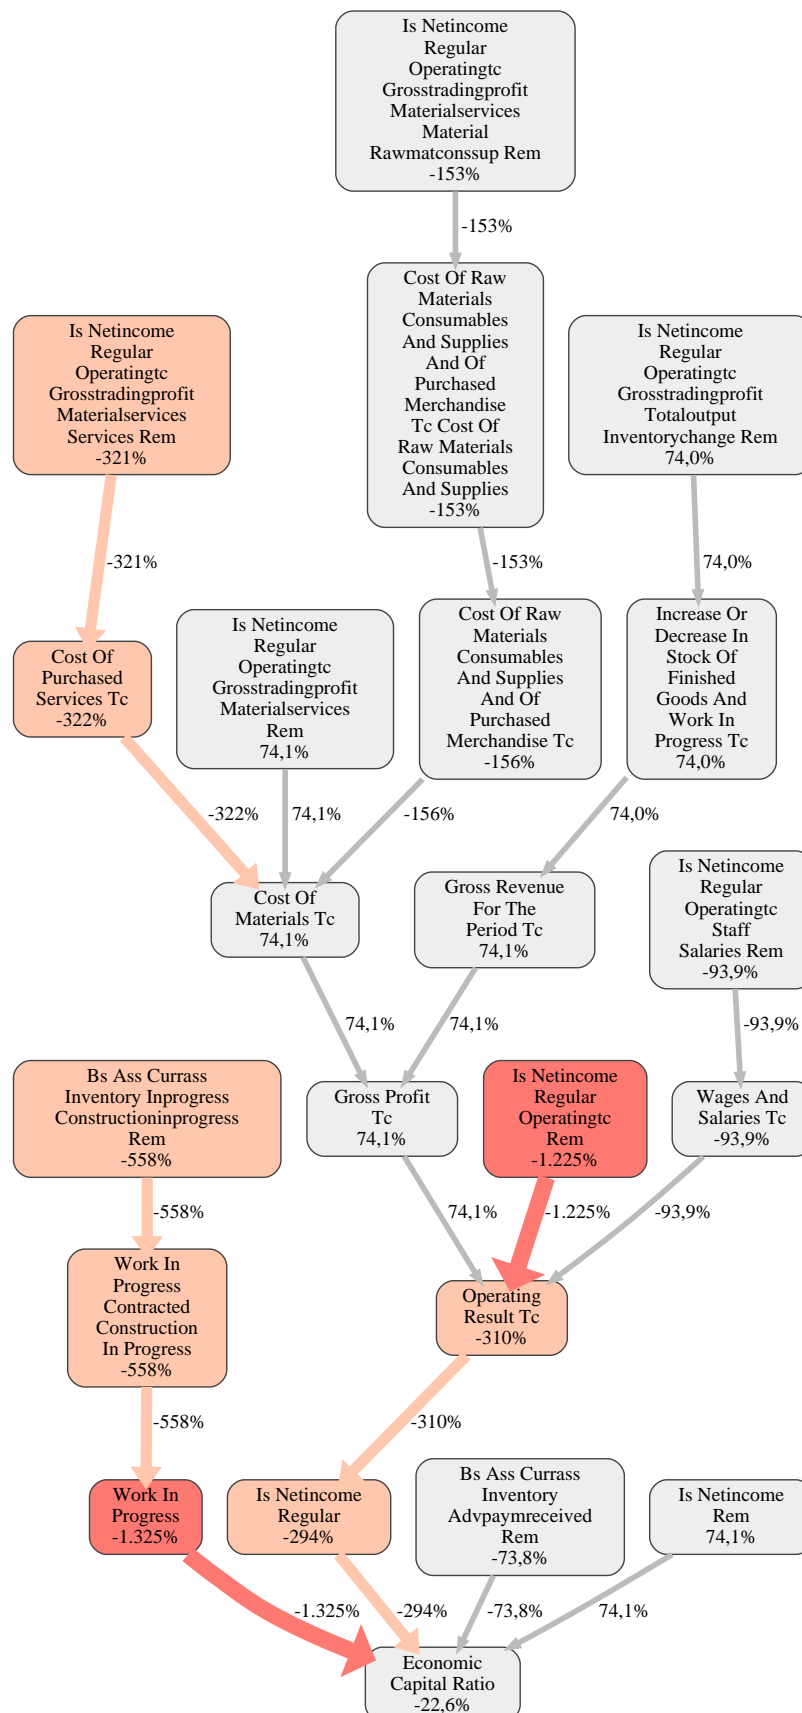 Is Netincome
Regular
Operatingtc
Grosstradingprofit
Materialservices
Material
Rawmatconssup Rem
-153%
-153%
Cost Of Raw
Materials
Consumables
And Supplies
And Of
Purchased
Merchandise
Tc Cost Of
Raw Materials
Consumables
And Supplies
-153%
Is Netincome
Regular
Operatingtc
Grosstradingprofit
Materialservices
Services Rem
-321%
Is Netincome
Regular
Operatingtc
Grosstradingprofit
Totaloutput
Inventorychange Rem
74,0%
-321%
-153%
74,0%
Cost Of
Purchased
Services Tc
-322%
Is Netincome
Regular
Operatingtc
Grosstradingprofit
Materialservices
Rem
74,1%
Cost Of Raw
Materials
Consumables
And Supplies
And Of
Purchased
Merchandise Tc
-156%
Increase Or
Decrease In
Stock Of
Finished
Goods And
Work In
Progress Tc
74,0%
-322%
74,1%
-156%
74,0%
Cost Of
Materials Tc
74,1%
Gross Revenue
For The
Period Tc
74,1%
Is Netincome
Regular
Operatingtc
Staff
Salaries Rem
-93,9%
74,1%
74,1%
-93,9%
Bs Ass Currass
Inventory Inprogress
Constructioninprogress
Rem
-558%
Gross Profit
Tc
74,1%
Is Netincome
Regular
Operatingtc
Rem
-1.225%
Wages And
Salaries Tc
-93,9%
-558%
74,1%
-1.225%
-93,9%
Work In
Progress
Contracted
Construction
In Progress
-558%
Operating
Result Tc
-310%
-558%
-310%
Work In
Progress
-1.325%
Is Netincome
Regular
-294%
Bs Ass Currass
Inventory
Advpaymreceived
Rem
-73,8%
Is Netincome
Rem
74,1%
-1.325%
-294%
-73,8%
74,1%
Economic
Capital Ratio
-22,6%